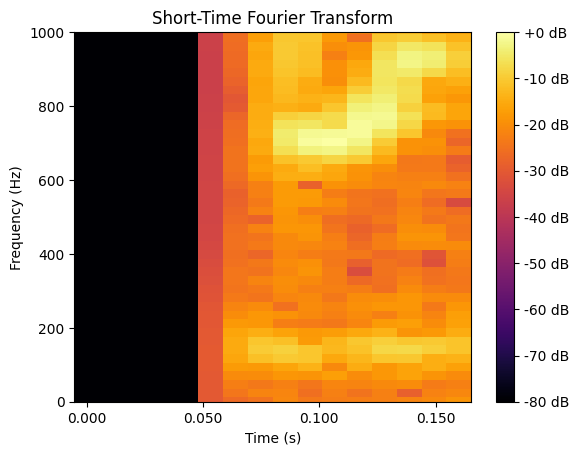 Short-Time Fourier Transform
1000
800
600
400
200
0
Frequency (Hz)
0.000
0.050
0.100
0.150
Time (s)
+0 dB
-10 dB
-20 dB
-30 dB
-40 dB
-50 dB
-60 dB
-70 dB
-80 dB